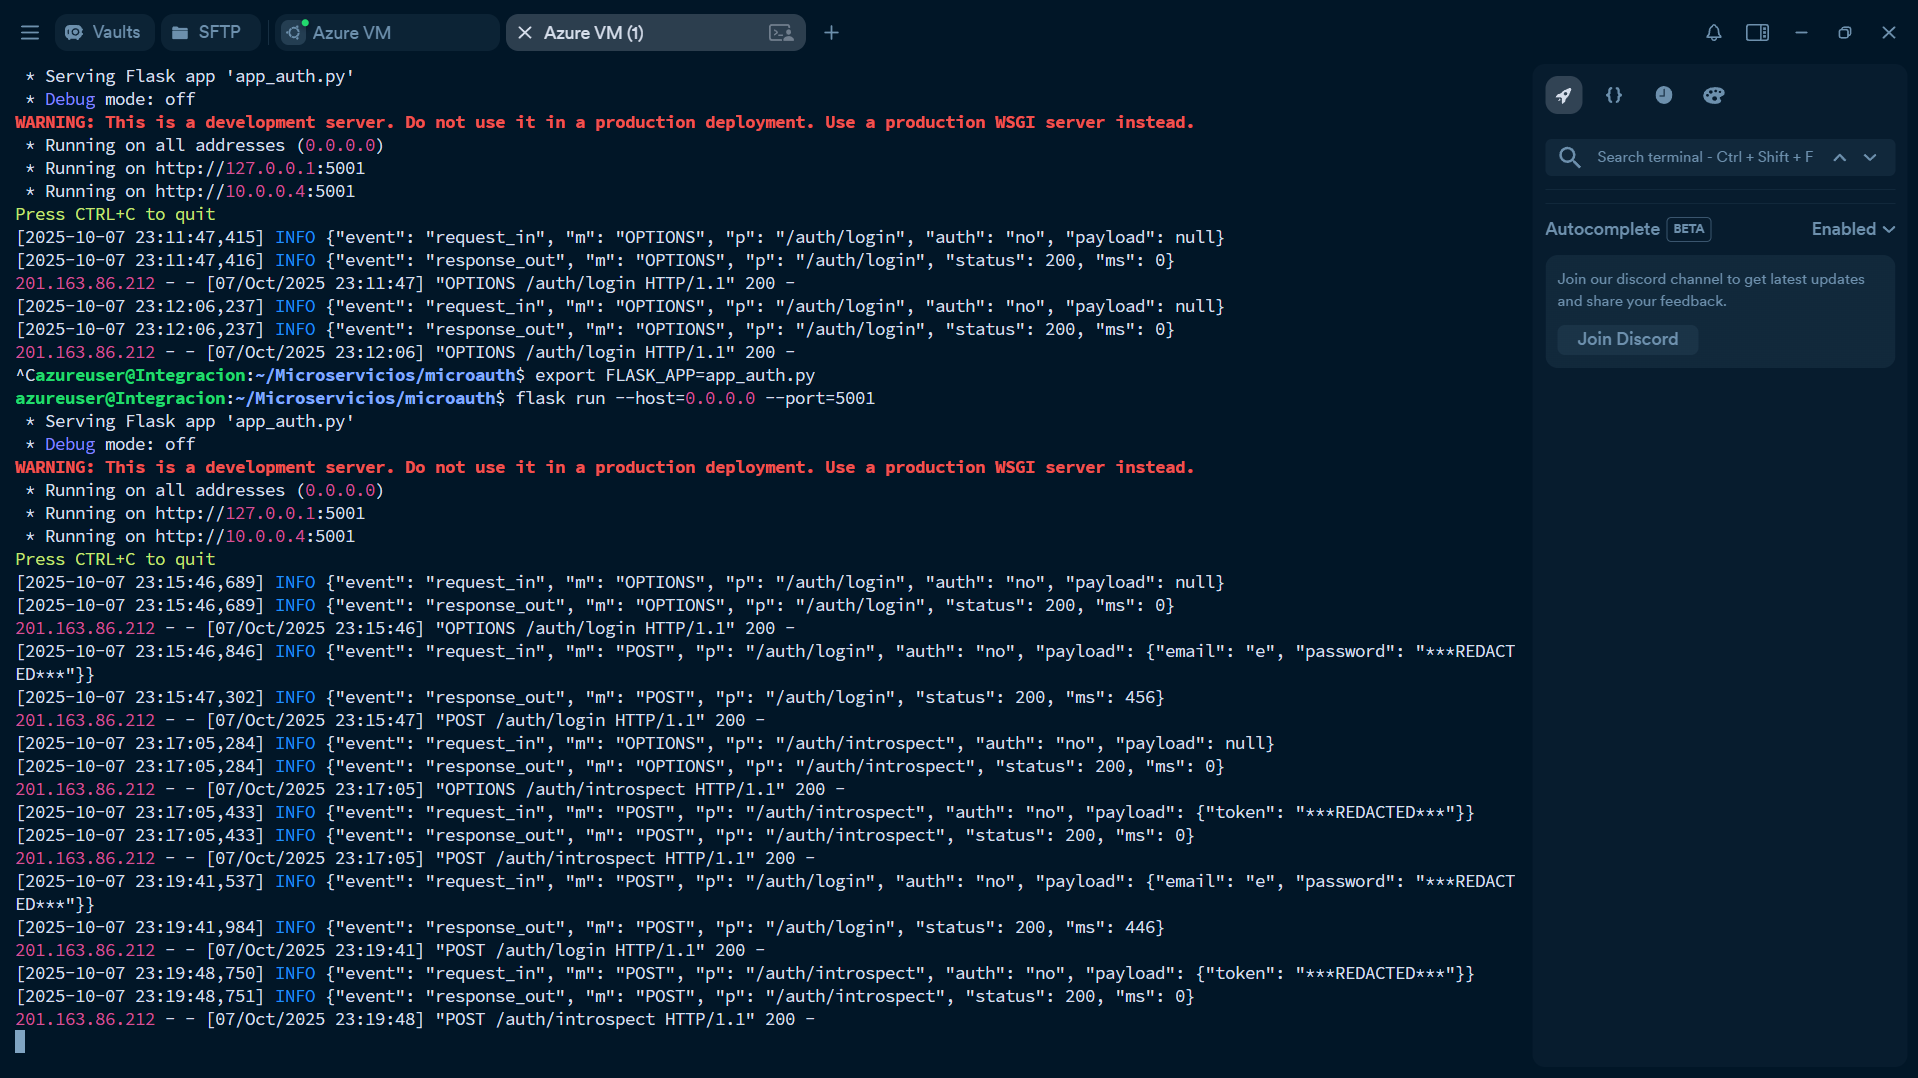 Vaults
SFTP
Azure VM
Azure VM (1)
* Serving Flask app 'app_auth.py'
* Debug mode: off
WARNING: This is a development server. Do not use it in a production deployment. Use a production WSGI server instead.
* Running on all addresses (0.0.0.0)
* Running on http://127.0.0.1:5001
* Running on http://10.0.0.4:5001
Press CTRL+C to quit
[2025-10-07 23:11:47,415] INFO {"event": "request_in", "m": "OPTIONS", "p": "/auth/login", "auth": "no", "payload": null}
[2025-10-07 23:11:47,416] INFO {"event": "response_out", "m": "OPTIONS", "p": "/auth/login", "status": 200, "ms": 0}
201.163.86.212 - - [07/Oct/2025 23:11:47] "OPTIONS /auth/login HTTP/1.1" 200 -
[2025-10-07 23:12:06,237] INFO {"event": "request_in", "m": "OPTIONS", "p": "/auth/login", "auth": "no", "payload": null}
[2025-10-07 23:12:06,237] INFO {"event": "response_out", "m": "OPTIONS", "p": "/auth/login", "status": 200, "ms": 0}
201.163.86.212 - - [07/Oct/2025 23:12:06] "OPTIONS /auth/login HTTP/1.1" 200 -
^Cazureuser@Integracion:~/Microservicios/microauth$ export FLASK_APP=app_auth.py
azureuser@Integracion:~/Microservicios/microauth$ flask run --host=0.0.0.0 --port=5001
* Serving Flask app 'app_auth.py'
* Debug mode: off
WARNING: This is a development server. Do not use it in a production deployment. Use a production WSGI server instead.
* Running on all addresses (0.0.0.0)
* Running on http://127.0.0.1:5001
* Running on http://10.0.0.4:5001
Press CTRL+C to quit
[2025-10-07 23:15:46,689] INFO {"event": "request_in", "m": "OPTIONS", "p": "/auth/login", "auth": "no", "payload": null}
[2025-10-07 23:15:46,689] INFO {"event": "response_out", "m": "OPTIONS", "p": "/auth/login", "status": 200, "ms": 0}
201.163.86.212 - - [07/Oct/2025 23:15:46] "OPTIONS /auth/login HTTP/1.1" 200 -
[2025-10-07 23:15:46,846] INFO {"event": "request_in", "m": "POST", "p": "/auth/login", "auth": "no", "payload": {"email": "e", "password": "***REDACT
ED***"}}
[2025-10-07 23:15:47,302] INFO {"event": "response_out", "m": "POST", "p": "/auth/login", "status": 200, "ms": 456}
201.163.86.212 - - [07/Oct/2025 23:15:47] "POST /auth/login HTTP/1.1" 200 -
[2025-10-07 23:17:05,284] INFO {"event": "request_in", "m": "OPTIONS", "p": "/auth/introspect", "auth": "no", "payload": null}
[2025-10-07 23:17:05,284] INFO {"event": "response_out", "m": "OPTIONS", "p": "/auth/introspect", "status": 200, "ms": 0}
201.163.86.212 - - [07/Oct/2025 23:17:05] "OPTIONS /auth/introspect HTTP/1.1" 200 -
[2025-10-07 23:17:05,433] INFO {"event": "request_in", "m": "POST", "p": "/auth/introspect", "auth": "no", "payload": {"token": "***REDACTED***"}}
[2025-10-07 23:17:05,433] INFO {"event": "response_out", "m": "POST", "p": "/auth/introspect", "status": 200, "ms": 0}
201.163.86.212 - - [07/Oct/2025 23:17:05] "POST /auth/introspect HTTP/1.1" 200 -
[2025-10-07 23:19:41,537] INFO {"event": "request_in", "m": "POST", "p": "/auth/login", "auth": "no", "payload": {"email": "e", "password": "***REDACT
ED***"}}
[2025-10-07 23:19:41,984] INFO {"event": "response_out", "m": "POST", "p": "/auth/login", "status": 200, "ms": 446}
201.163.86.212 - - [07/Oct/2025 23:19:41] "POST /auth/login HTTP/1.1" 200 -
[2025-10-07 23:19:48,750] INFO {"event": "request_in", "m": "POST", "p": "/auth/introspect", "auth": "no", "payload": {"token": "***REDACTED***"}}
[2025-10-07 23:19:48,751] INFO {"event": "response_out", "m": "POST", "p": "/auth/introspect", "status": 200, "ms": 0}
201.163.86.212 - - [07/Oct/2025 23:19:48] "POST /auth/introspect HTTP/1.1" 200 -
Search terminal - Ctrl + Shift + F
Autocomplete BETA Enabled
Join our discord channel to get latest updates
and share your feedback.
Join Discord